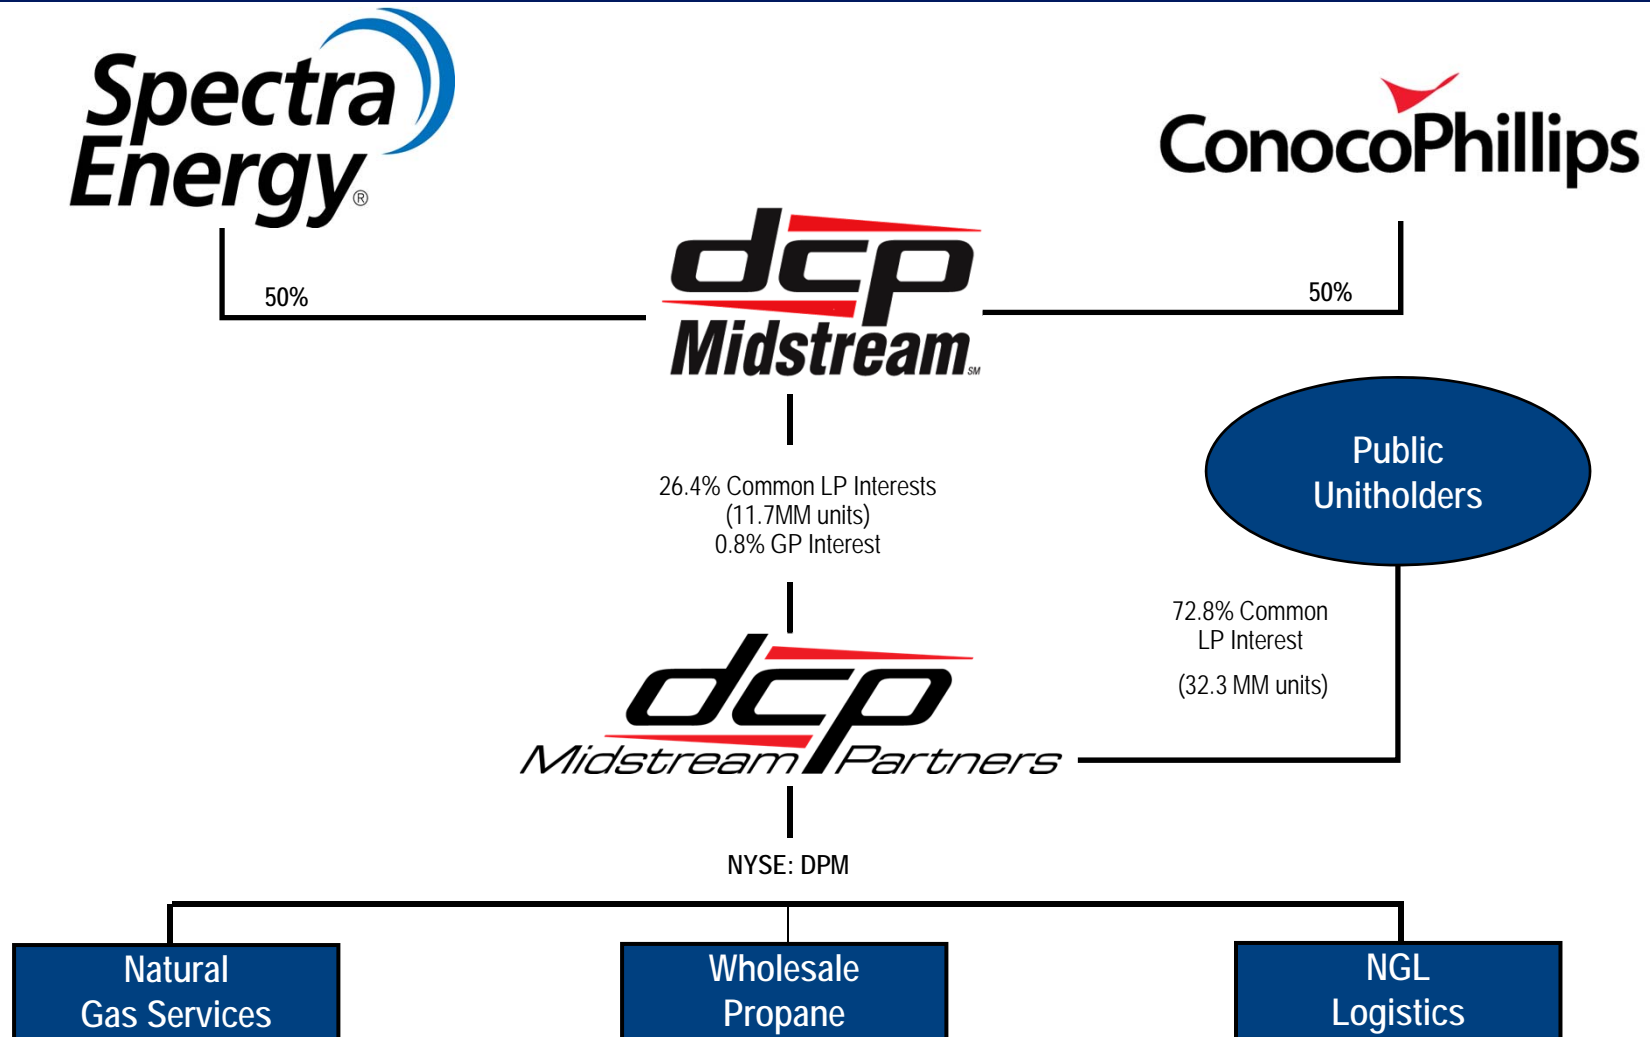 Spectra
Energy®
ConocoPhillips
dcp
Midstream℠
50%
50%
26.4% Common LP Interests
(11.7MM units)
0.8% GP Interest
Public
Unitholders
72.8% Common
LP Interest
(32.3 MM units)
dcp
Midstream Partners
NYSE: DPM
Natural
Gas Services
Wholesale
Propane
NGL
Logistics